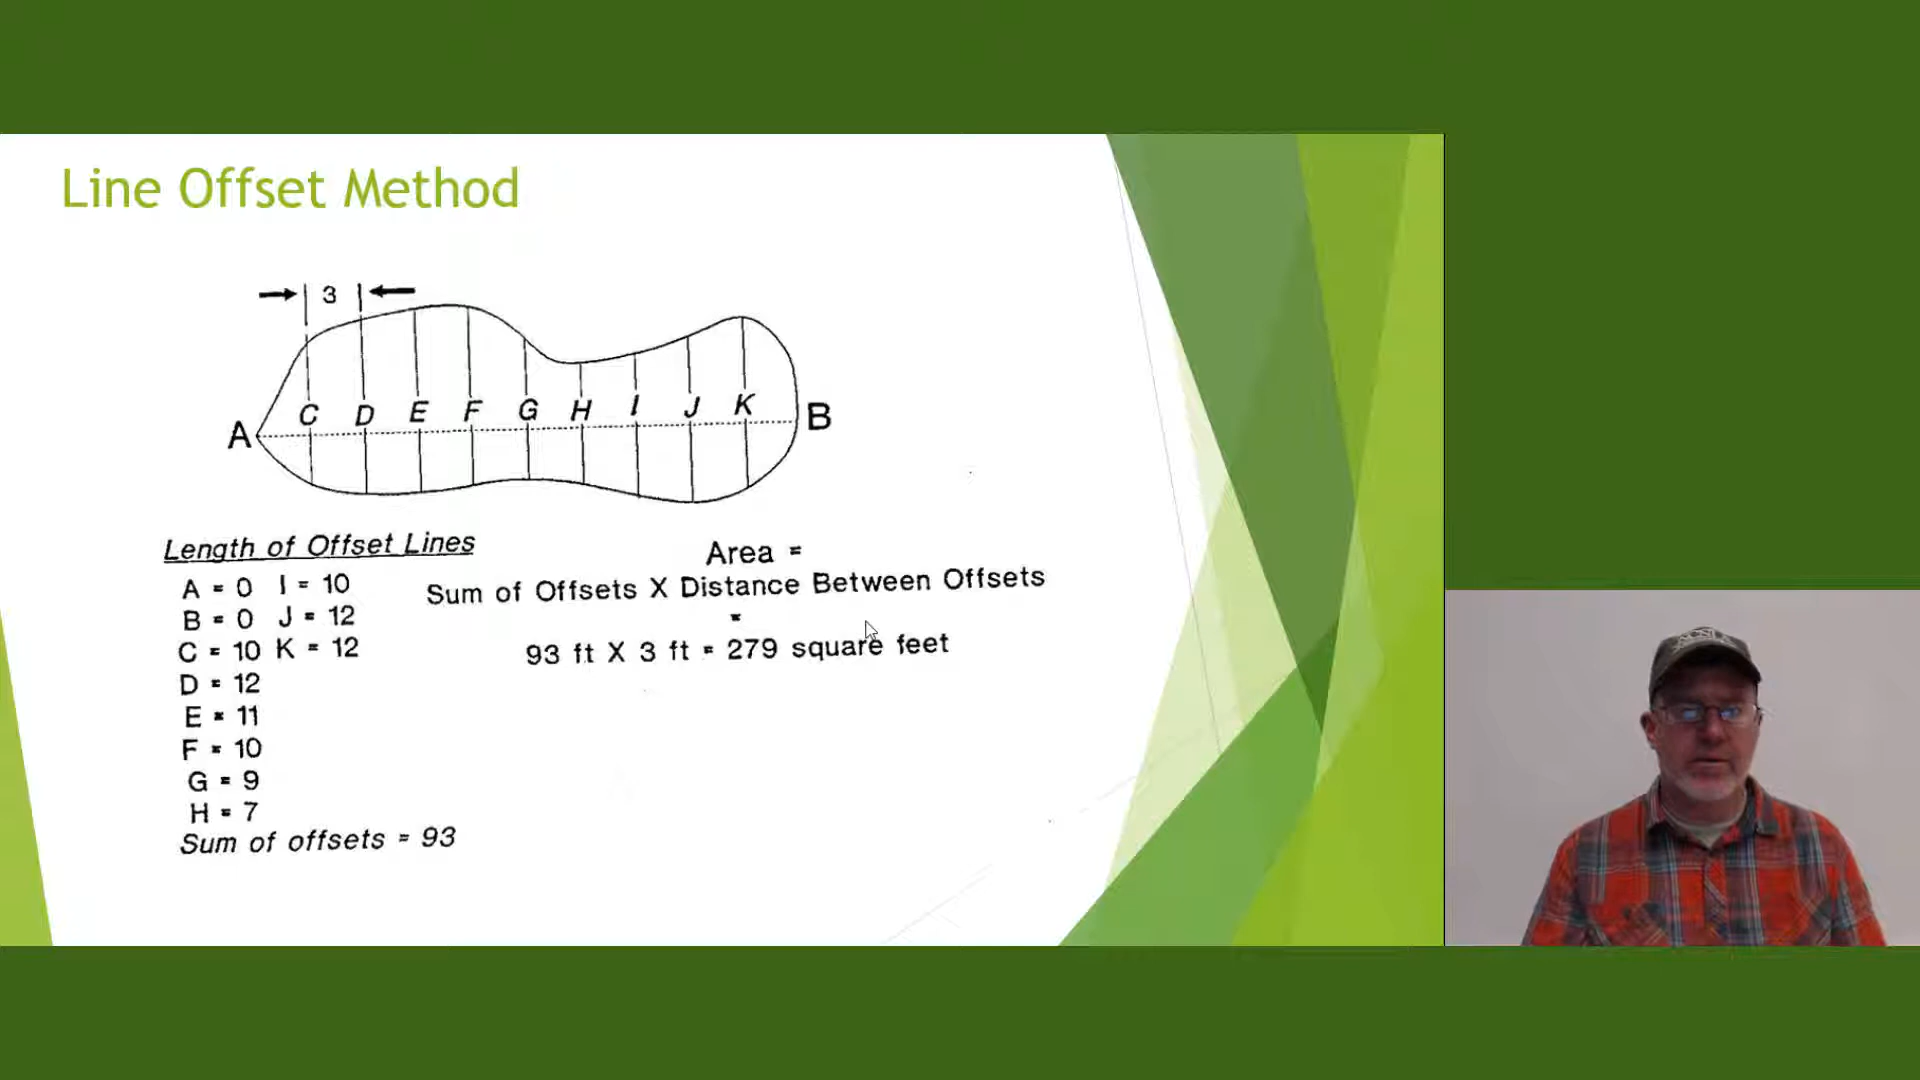 Line Offset Method
3
C D E F G H I J K
A B
Length of Offset Lines
A = 0 I = 10
B = 0 J = 12
C = 10 K = 12
D = 12
E = 11
F = 10
G = 9
H = 7
Sum of offsets = 93
Area =
Sum of Offsets X Distance Between Offsets
=
93 ft X 3 ft = 279 square feet